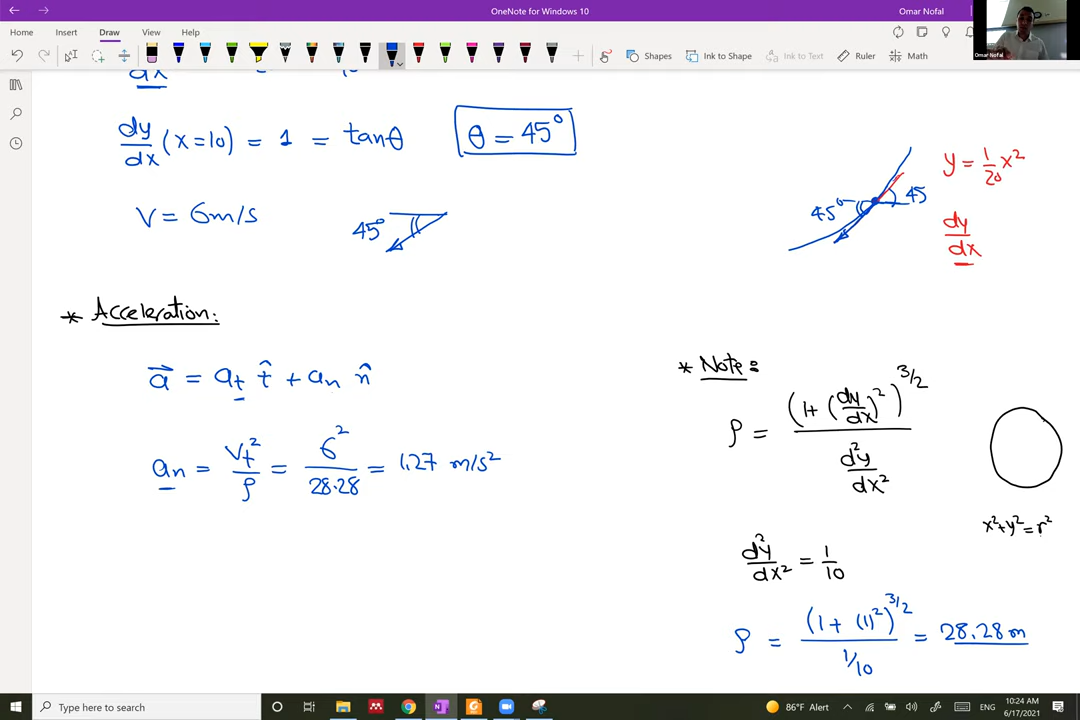 OneNote for Windows 10
Omar Nofal
Home Insert Draw View Help
Shapes Ink to Shape Ink to Text Ruler Math
Omar Nofal
dx 10
dy/dx (x=10) = 1 = tanθ θ = 45°
V = 6m/s 45°
45° 45
y = 1/20 x²
dy/dx
* Acceleration:
a⃗ = at t̂ + an n̂
an = Vt²/ρ = 6²/28.28 = 1.27 m/s²
* Note:
ρ = (1+(dy/dx)²)^3/2 / d²y/dx²
x²+y²=r²
d²y/dx² = 1/10
ρ = (1 + (1)²)^3/2 / 1/10 = 28.28 m
Type here to search
86°F Alert
ENG
10:24 AM
6/17/2021